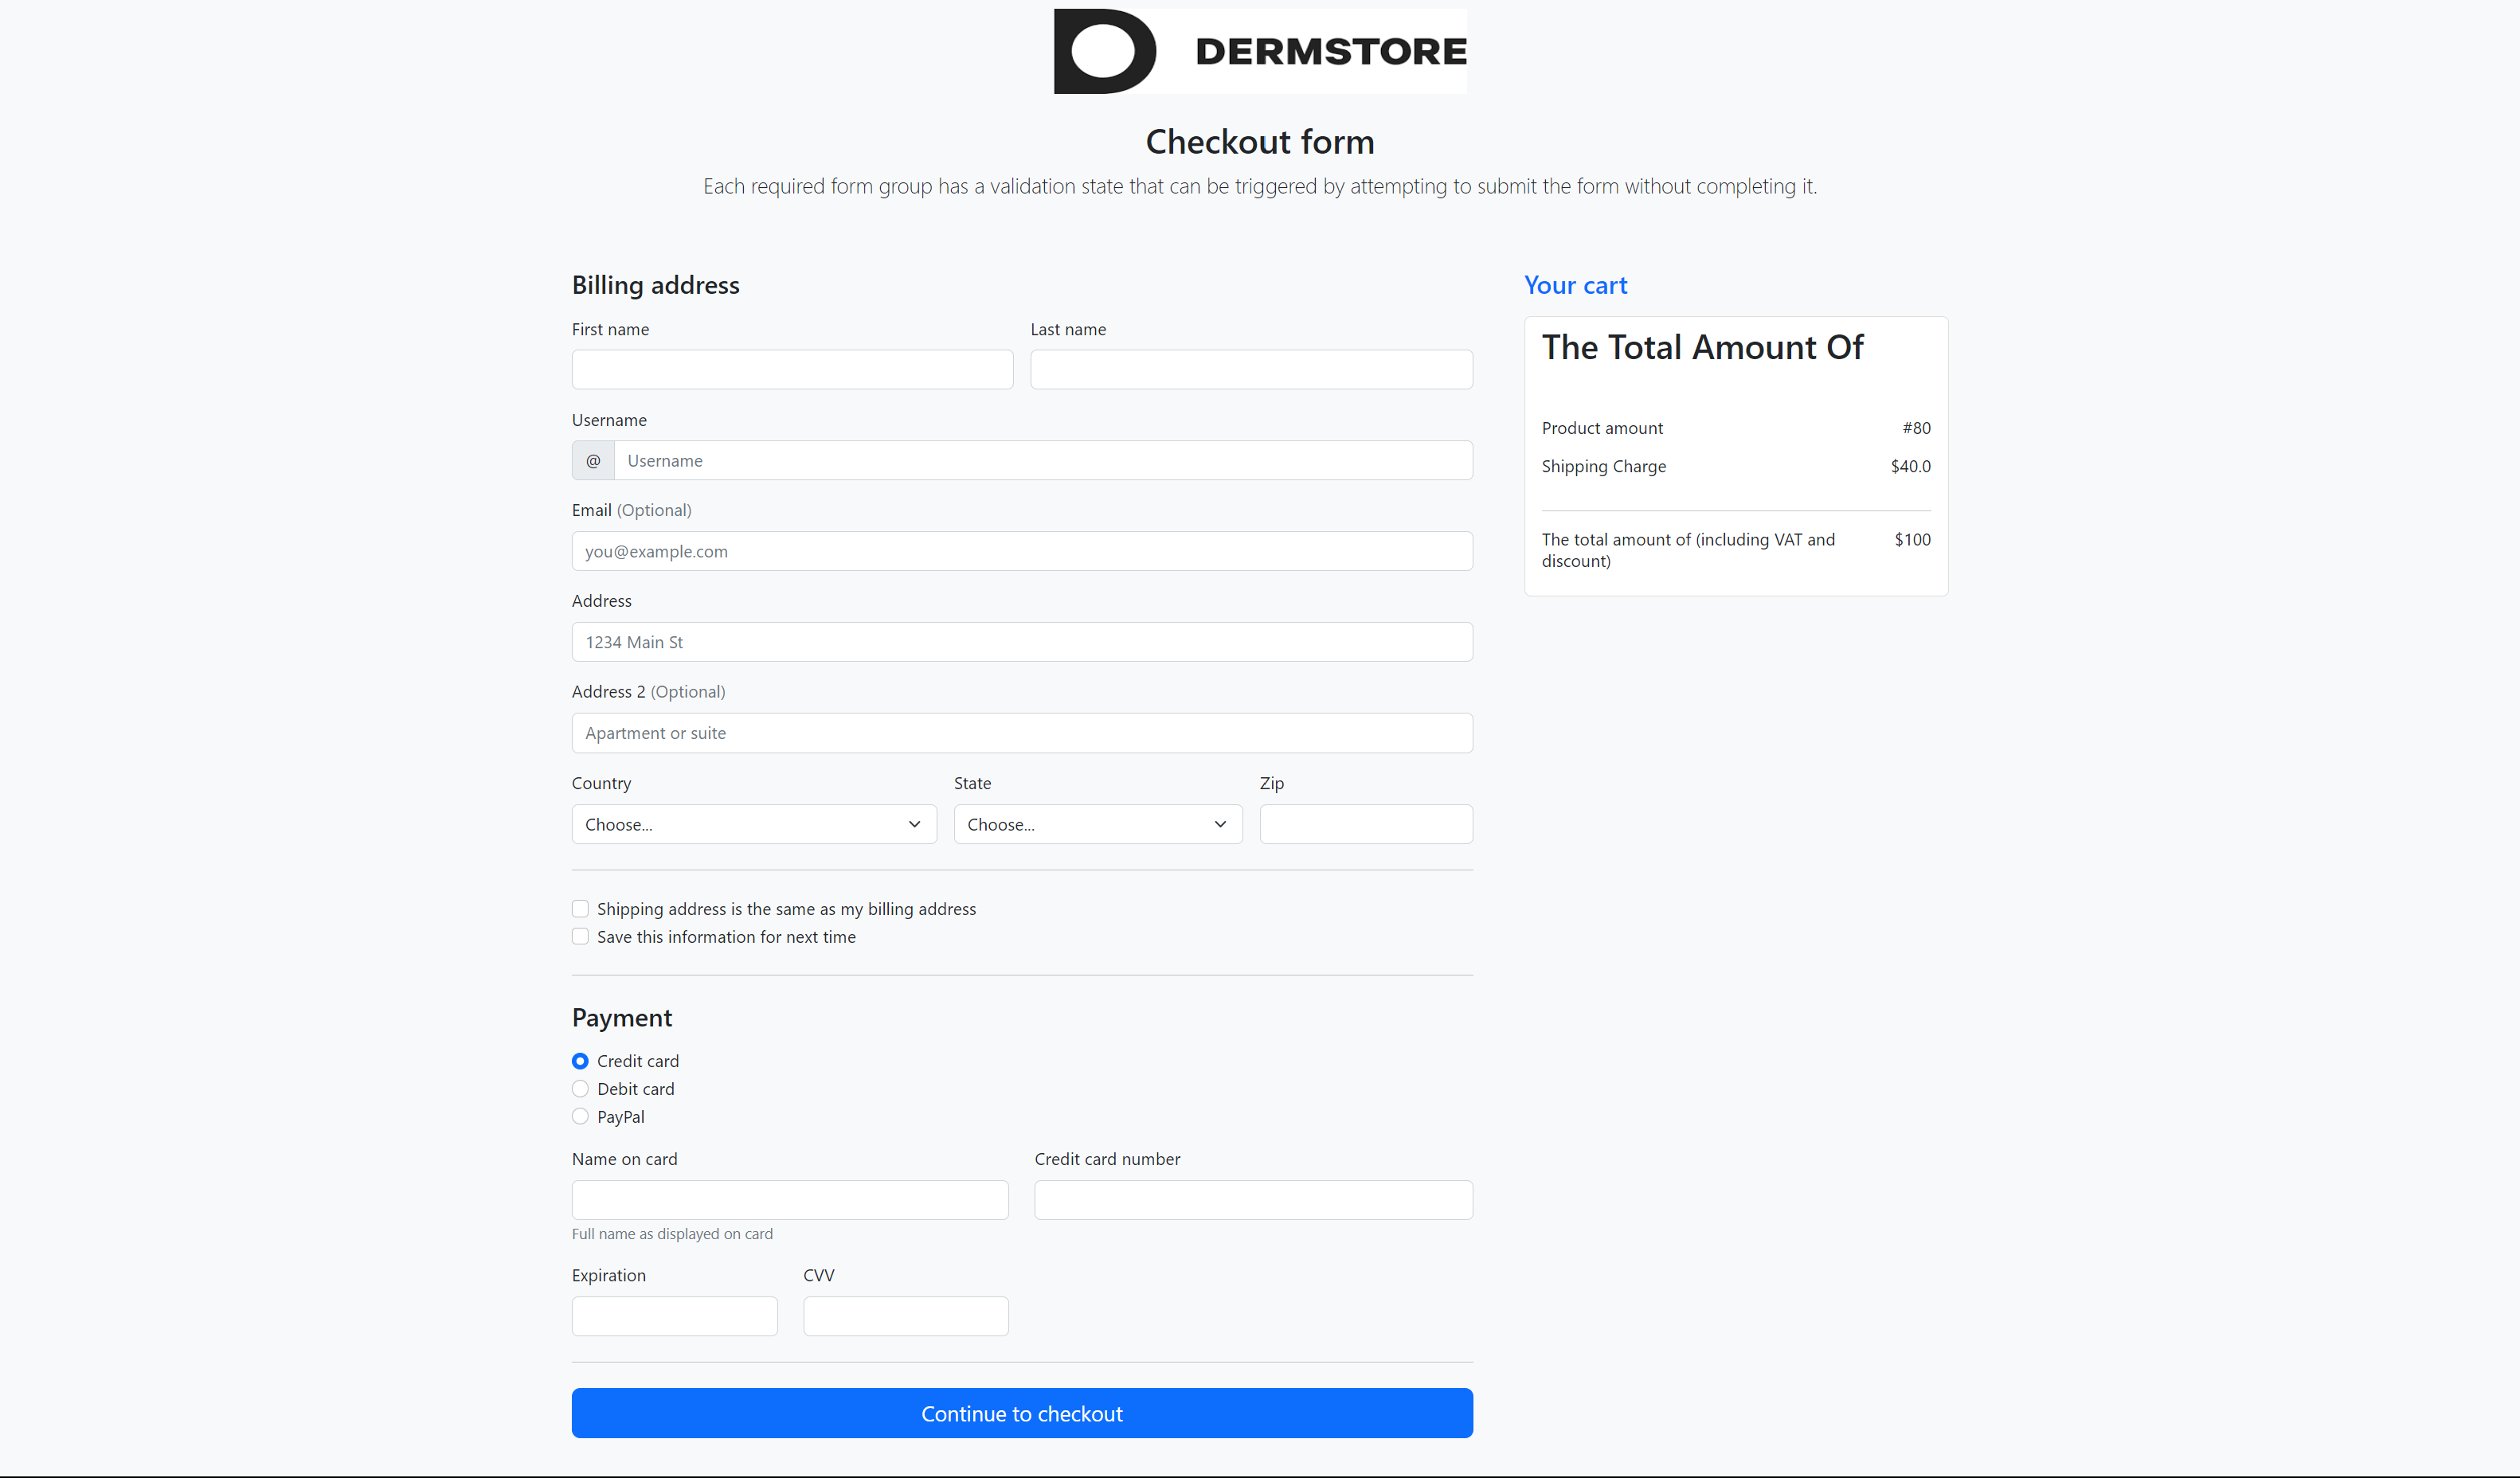 DERMSTORE
Checkout form
Each required form group has a validation state that can be triggered by attempting to submit the form without completing it.
Billing address
First name Last name
Username
@ Username
Email (Optional)
you@example.com
Address
1234 Main St
Address 2 (Optional)
Apartment or suite
Country State Zip
Choose... Choose...
Shipping address is the same as my billing address
Save this information for next time
Payment
Credit card
Debit card
PayPal
Name on card Credit card number
Full name as displayed on card
Expiration CVV
Continue to checkout
Your cart
The Total Amount Of
Product amount #80
Shipping Charge $40.0
The total amount of (including VAT and $100
discount)